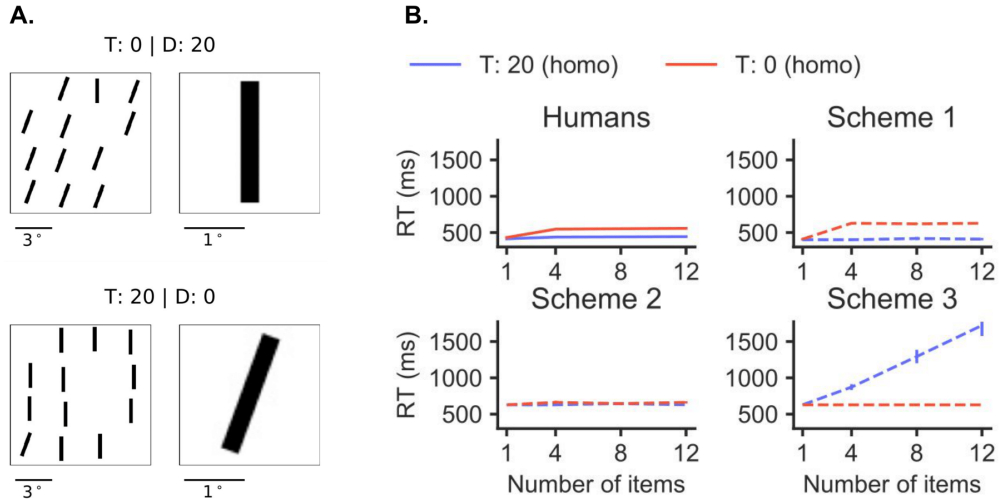 A.
T: 0 | D: 20
3°
1°
T: 20 | D: 0
3°
1°
B.
T: 20 (homo)
T: 0 (homo)
Humans
RT (ms)
1500
1000
500
1 4 8 12
Scheme 1
1500
1000
500
1 4 8 12
Scheme 2
RT (ms)
1500
1000
500
1 4 8 12
Number of items
Scheme 3
1500
1000
500
1 4 8 12
Number of items